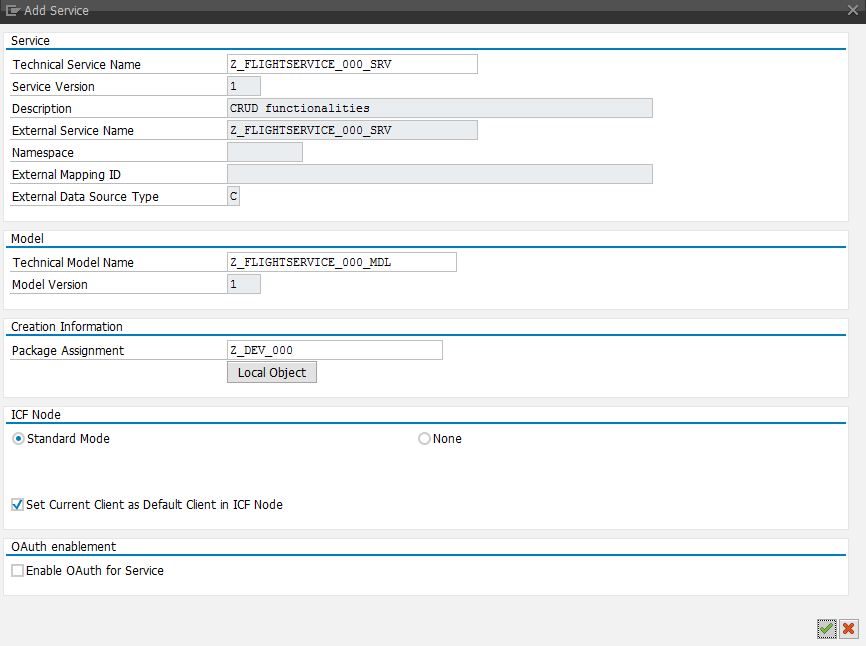 Add Service
Service
Technical Service Name Z_FLIGHTSERVICE_000_SRV
Service Version 1
Description CRUD functionalities
External Service Name Z_FLIGHTSERVICE_000_SRV
Namespace
External Mapping ID
External Data Source Type C
Model
Technical Model Name Z_FLIGHTSERVICE_000_MDL
Model Version 1
Creation Information
Package Assignment Z_DEV_000
Local Object
ICF Node
Standard Mode None
Set Current Client as Default Client in ICF Node
OAuth enablement
Enable OAuth for Service